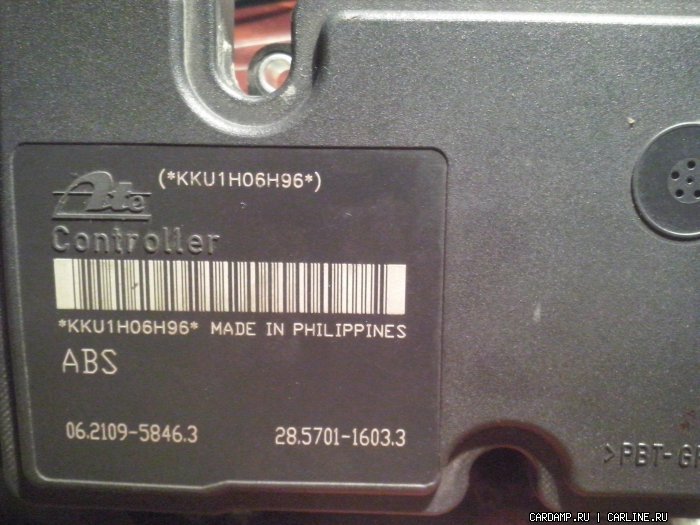 (*KKU1H06H96*)
Ate
Controller
*KKU1H06H96* MADE IN PHILIPPINES
ABS
06.2109-5846.3 28.5701-1603.3
>PBT-GF
CARDAMP.RU | CARLINE.RU